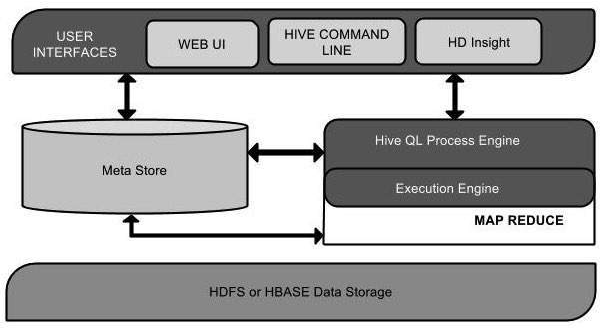 USER
INTERFACES
WEB UI
HIVE COMMAND
LINE
HD Insight
Meta Store
Hive QL Process Engine
Execution Engine
MAP REDUCE
HDFS or HBASE Data Storage